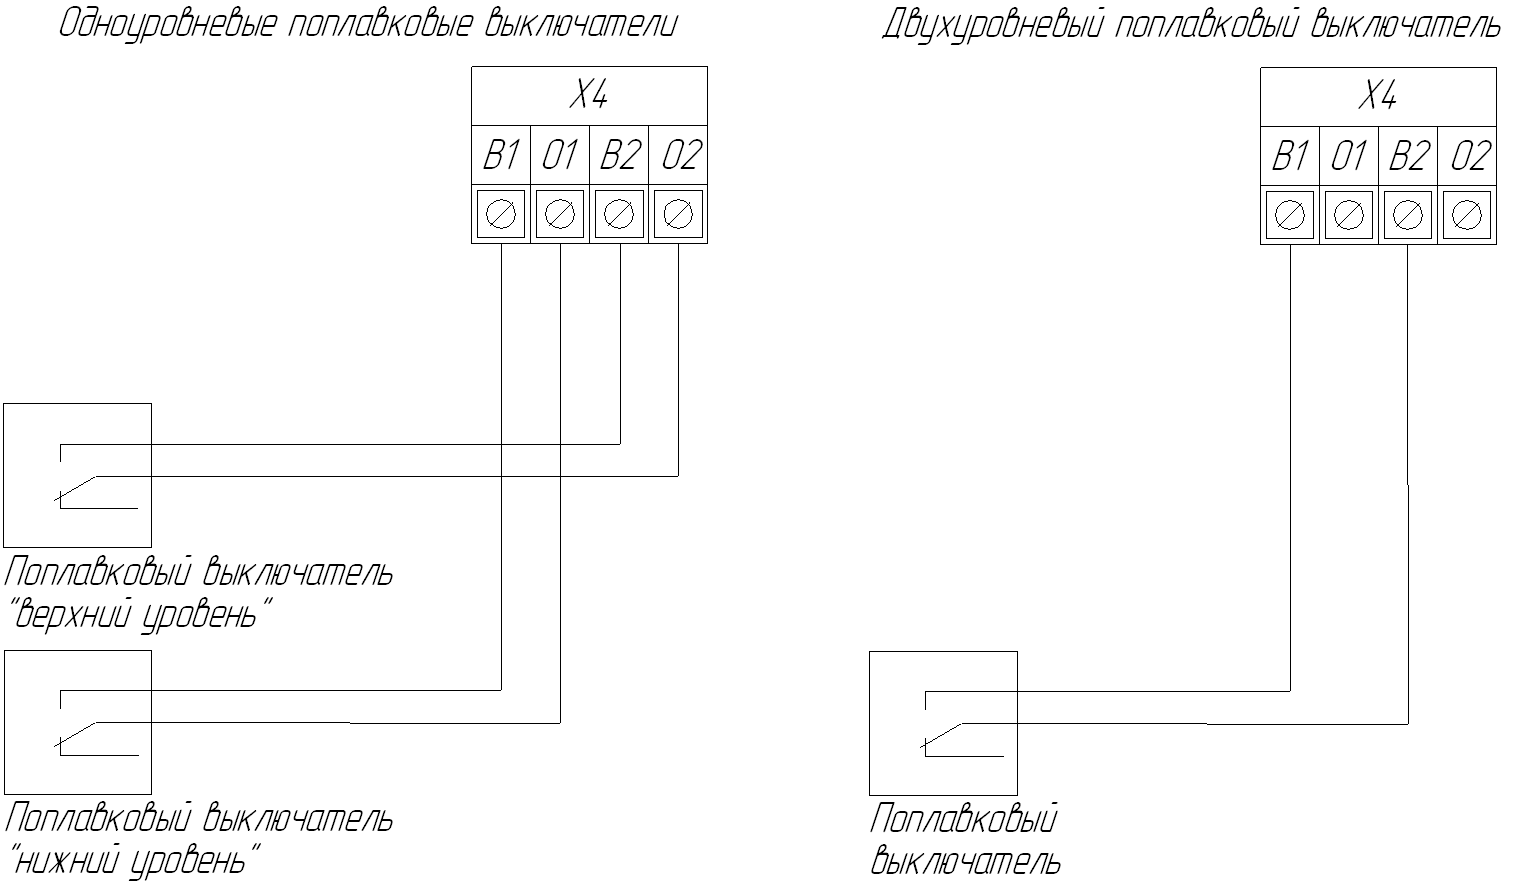 Одноуровневые поплавковые выключатели
X4
B1 O1 B2 O2
Поплавковый выключатель
"верхний уровень"
Поплавковый выключатель
"нижний уровень"
Двухуровневый поплавковый выключатель
X4
B1 O1 B2 O2
Поплавковый
выключатель